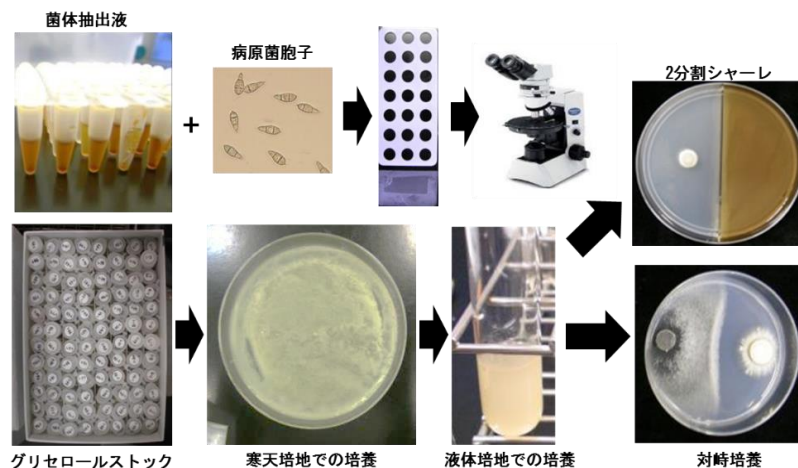 菌体抽出液
病原菌胞子
2分割シャーレ
+
グリセロールストック
寒天培地での培養
液体培地での培養
対峙培養